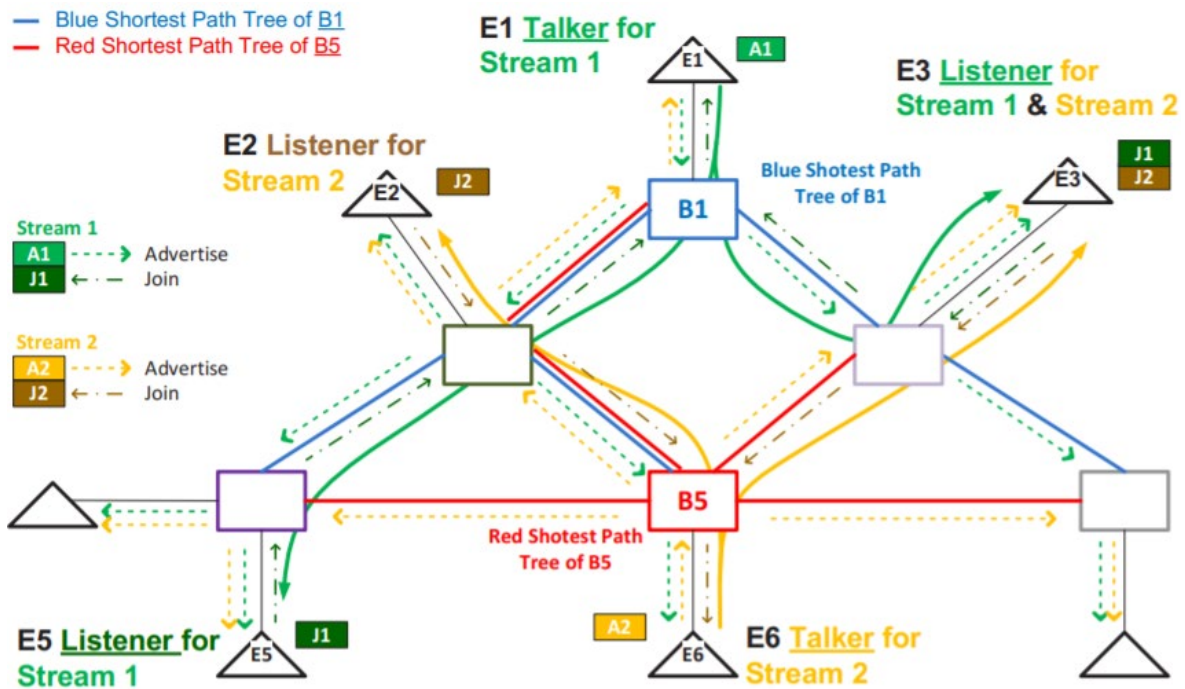 Blue Shortest Path Tree of B1
Red Shortest Path Tree of B5
E1 Talker for
Stream 1
E1
A1
E3 Listener for
Stream 1 & Stream 2
E2 Listener for
Stream 2
E2
J2
Blue Shotest Path
Tree of B1
J1
J2
E3
B1
Stream 1
A1 Advertise
J1 Join
Stream 2
A2 Advertise
J2 Join
B5
Red Shotest Path
Tree of B5
E5 Listener for
Stream 1
E5
J1
A2
E6
E6 Talker for
Stream 2